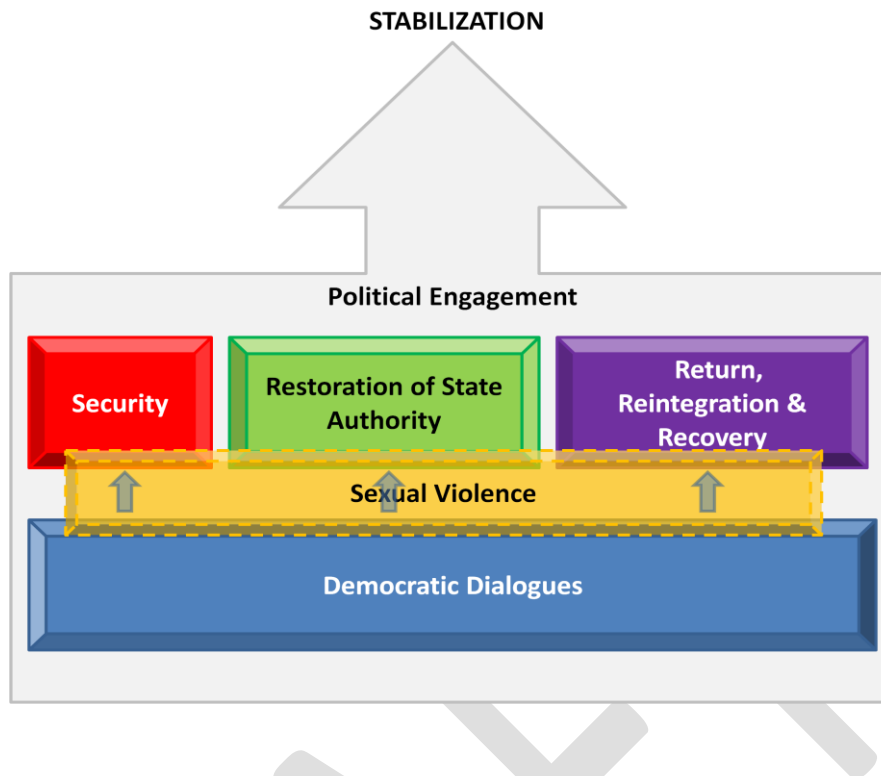 STABILIZATION
Political Engagement
Security
Restoration of State
Authority
Return,
Reintegration &
Recovery
Sexual Violence
Democratic Dialogues